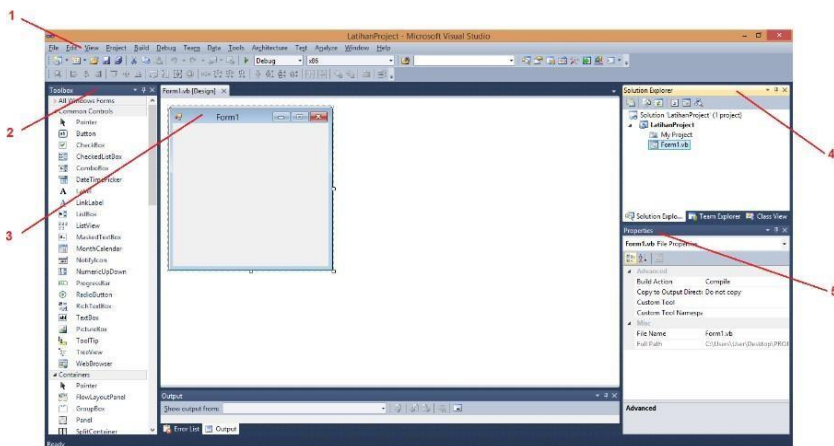 1
LatihanProject - Microsoft Visual Studio
File Edit View Project Build Debug Team Data Tools Architecture Test Analyze Window Help
Debug x86
Toolbox
Form1.vb [Design]
Solution Explorer
All Windows Forms
Common Controls
Pointer
Button
CheckBox
CheckedListBox
ComboBox
DateTimePicker
Label
LinkLabel
ListBox
ListView
MaskedTextBox
MonthCalendar
NotifyIcon
NumericUpDown
ProgressBar
RadioButton
RichTextBox
TextBox
PictureBox
ToolTip
TreeView
WebBrowser
Containers
Pointer
FlowLayoutPanel
GroupBox
Panel
SplitContainer
2
3
Form1
Solution 'LatihanProject' (1 project)
LatihanProject
My Project
Form1.vb
4
Solution Explo... Team Explorer Class View
Properties
Form1.vb File Properties
5
Advanced
Build Action Compile
Copy to Output Directo Do not copy
Custom Tool
Custom Tool Namespa
Misc
File Name Form1.vb
Full Path C:\Users\User\Desktop\PROJ
Advanced
Output
Show output from:
Error List Output
Ready